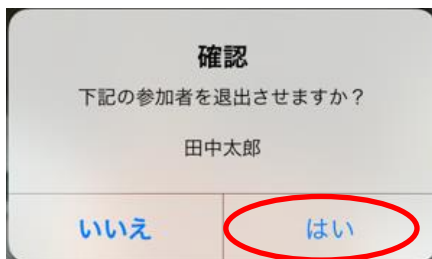 確認
下記の参加者を退出させますか？
田中太郎
いいえ
はい